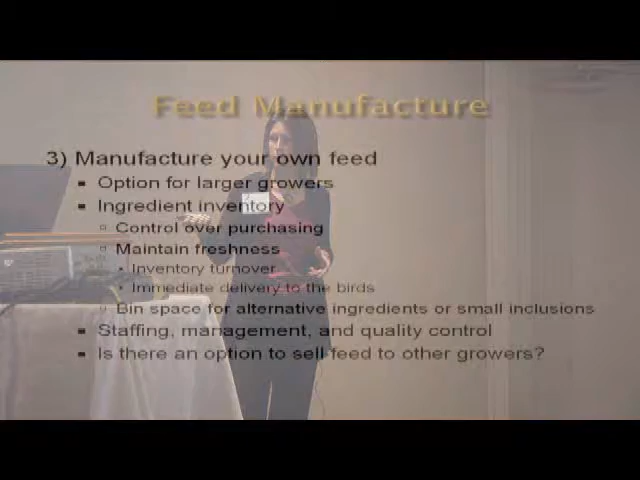 Feed Manufacture
3) Manufacture your own feed
Option for larger growers
Ingredient inventory
Control over purchasing
Maintain freshness
Inventory turnover
Immediate delivery to the birds
Bin space for alternative ingredients or small inclusions
Staffing, management, and quality control
Is there an option to sell feed to other growers?